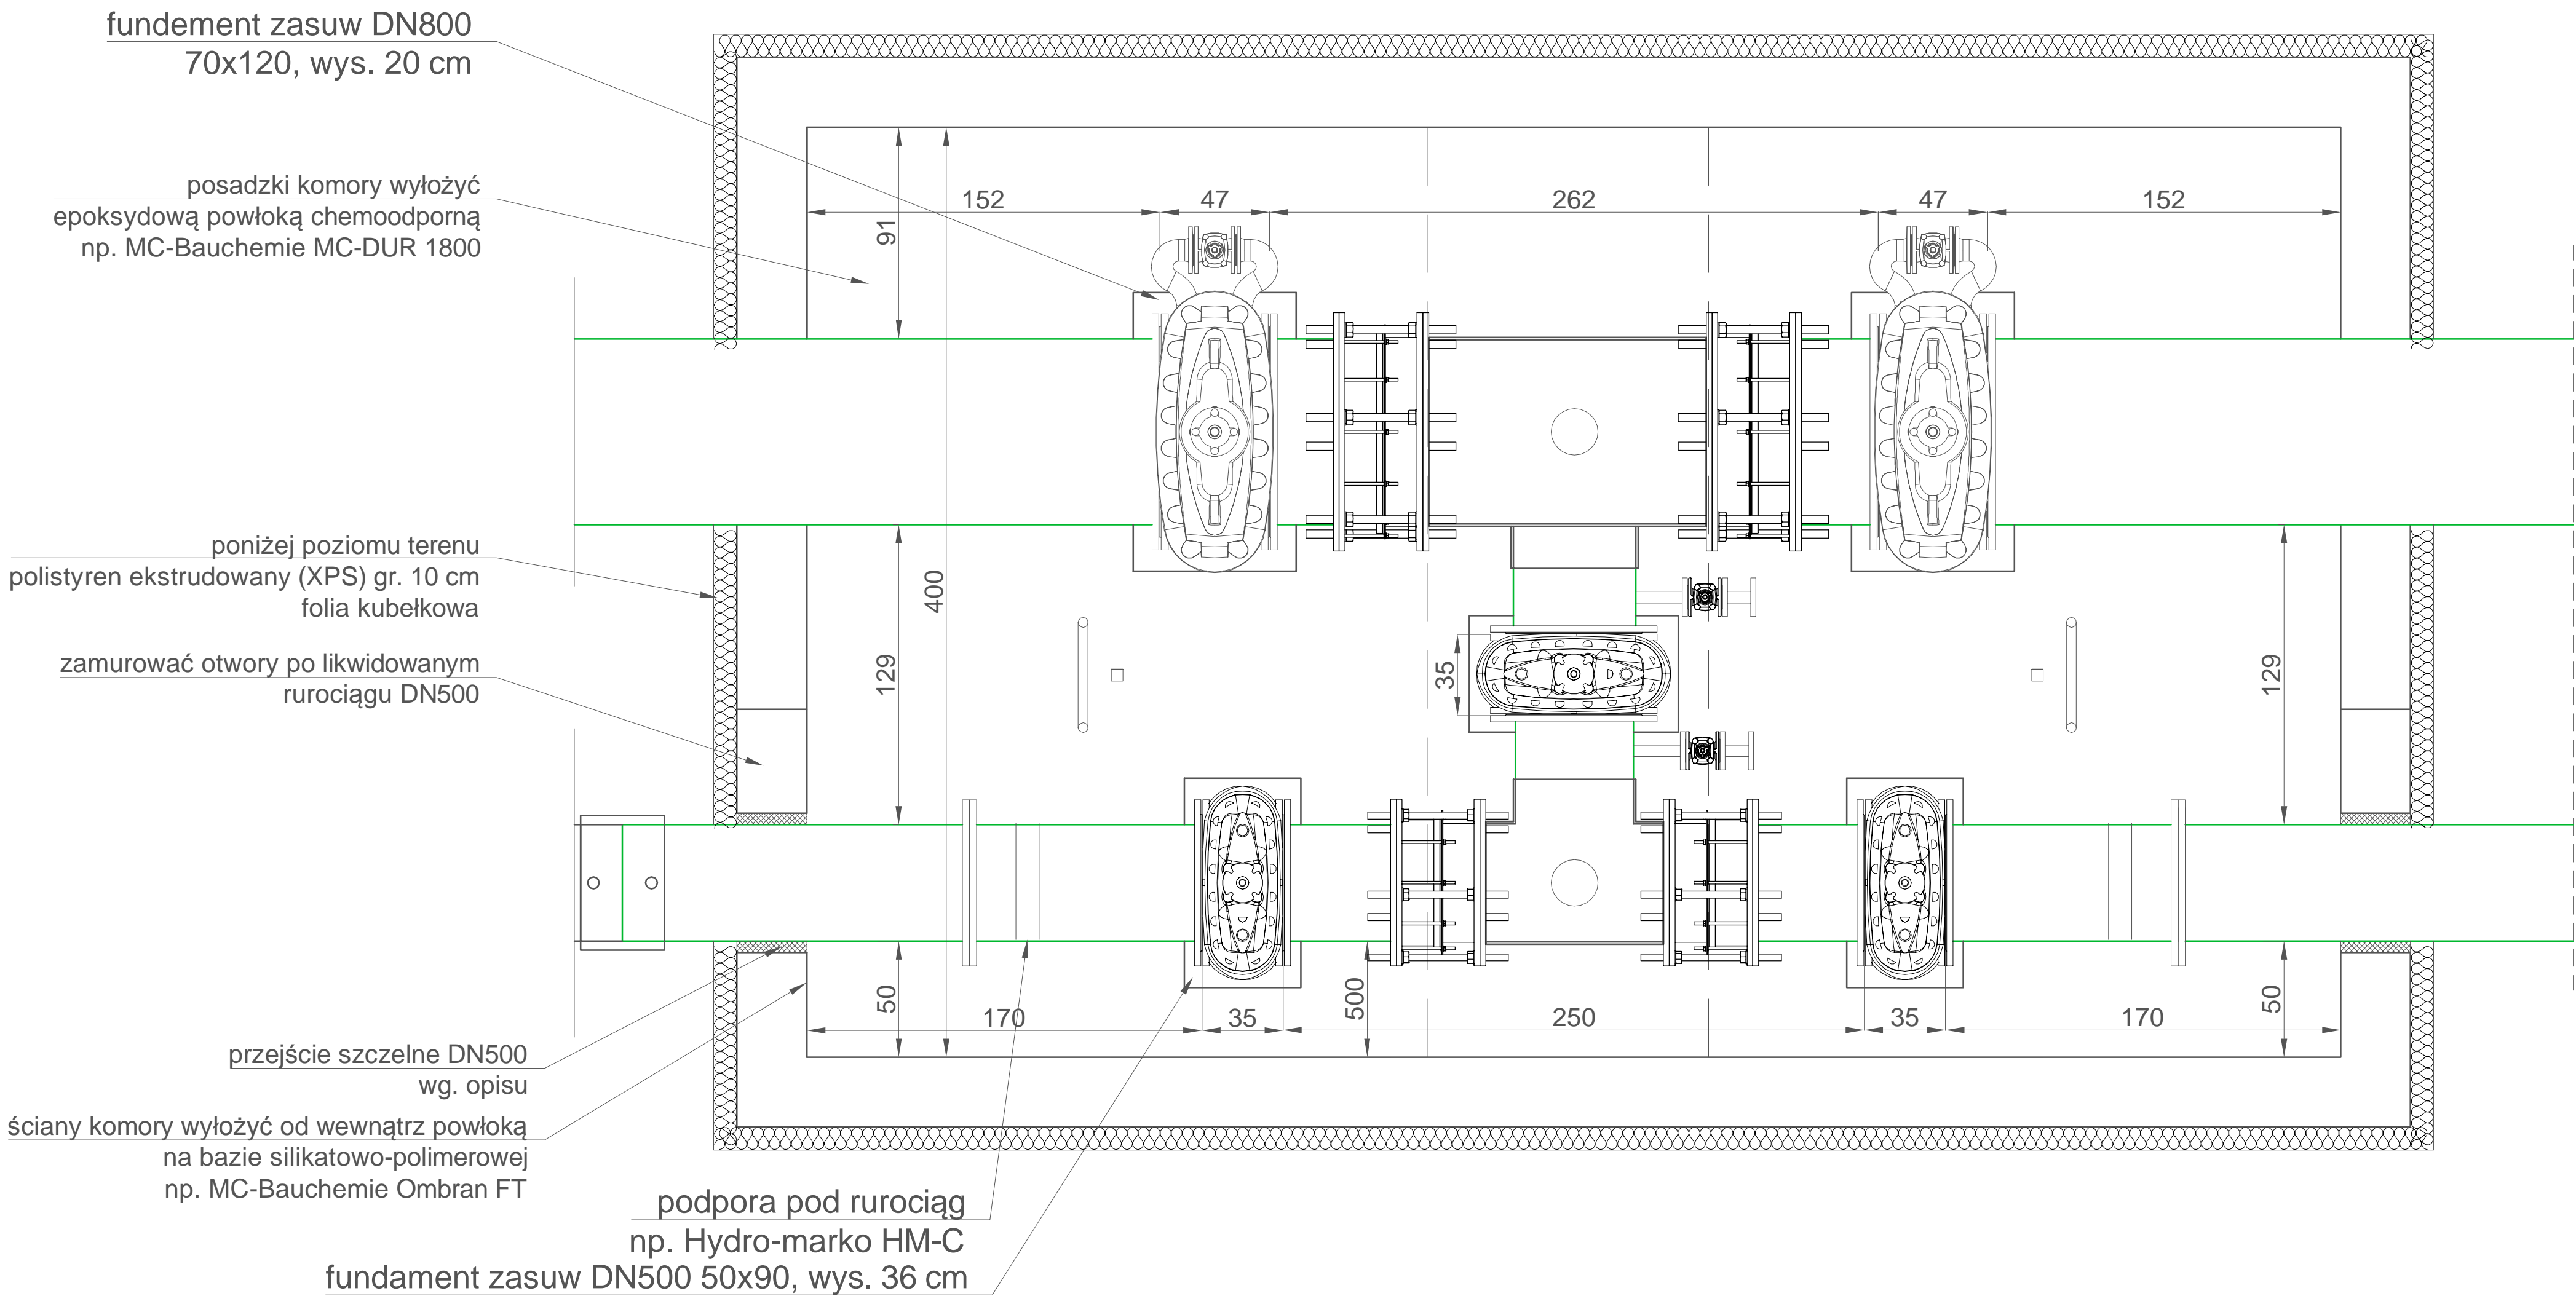 fundement zasuw DN800
70x120, wys. 20 cm
posadzki komory wyłożyć
epoksydową powłoką chemoodporną
np. MC-Bauchemie MC-DUR 1800
152
47
262
47
152
91
400
poniżej poziomu terenu
polistyren ekstrudowany (XPS) gr. 10 cm
folia kubełkowa
zamurować otwory po likwidowanym
rurociągu DN500
129
35
129
50
170
35
500
250
35
170
50
przejście szczelne DN500
wg. opisu
ściany komory wyłożyć od wewnątrz powłoką
na bazie silikatowo-polimerowej
np. MC-Bauchemie Ombran FT
podpora pod rurociąg
np. Hydro-marko HM-C
fundament zasuw DN500 50x90, wys. 36 cm